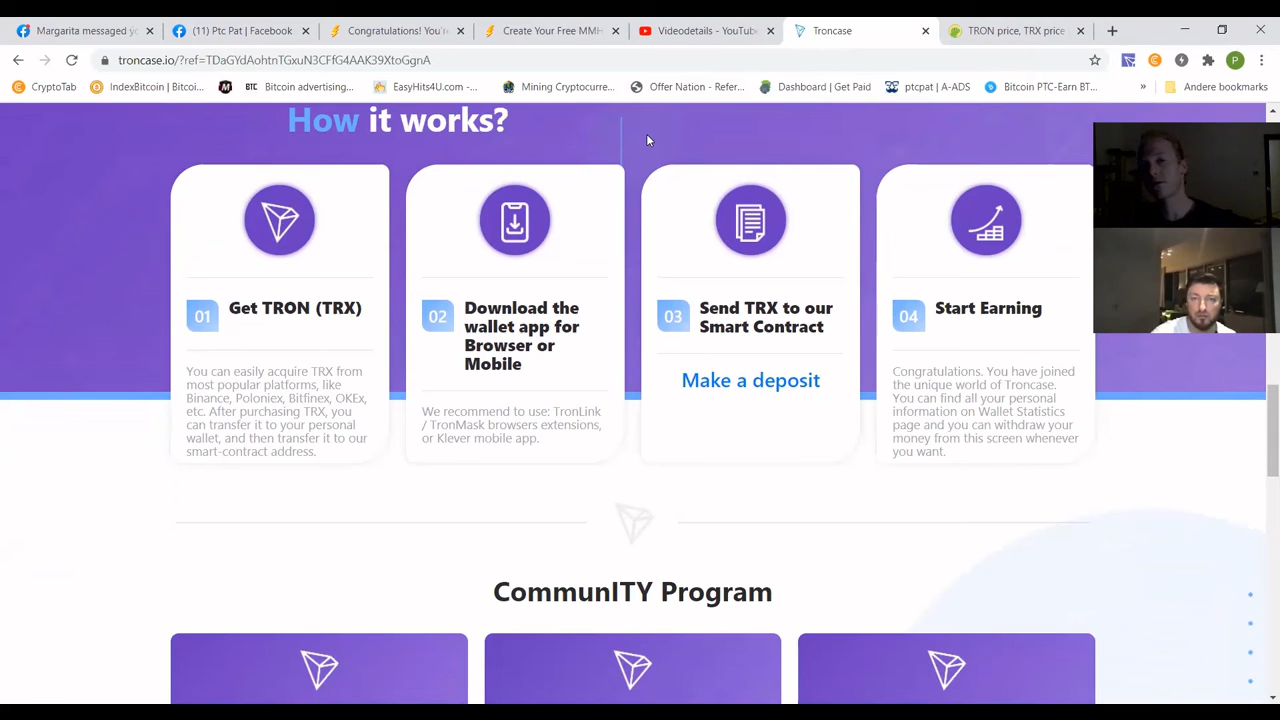 Margarita messaged yo
(11) Ptc Pat | Facebook
Congratulations! You're
Create Your Free MMH
Videodetails - YouTube
Troncase
TRON price, TRX price
troncase.io/?ref=TDaGYdAohtnTGxuN3CFfG4AAK39XtoGgnA
P
CryptoTab
IndexBitcoin | Bitcoi...
BTC Bitcoin advertising...
EasyHits4U.com -...
Mining Cryptocurre...
Offer Nation - Refer...
Dashboard | Get Paid
ptcpat | A-ADS
Bitcoin PTC-Earn BT...
» Andere bookmarks
How it works?
01 Get TRON (TRX)
You can easily acquire TRX from
most popular platforms, like
Binance, Poloniex, Bitfinex, OKEx,
etc. After purchasing TRX, you
can transfer it to your personal
wallet, and then transfer it to our
smart-contract address.
02 Download the
wallet app for
Browser or
Mobile
We recommend to use: TronLink
/ TronMask browsers extensions,
or Klever mobile app.
03 Send TRX to our
Smart Contract
Make a deposit
04 Start Earning
Congratulations. You have joined
the unique world of Troncase.
You can find all your personal
information on Wallet Statistics
page and you can withdraw your
money from this screen whenever
you want.
CommunITY Program